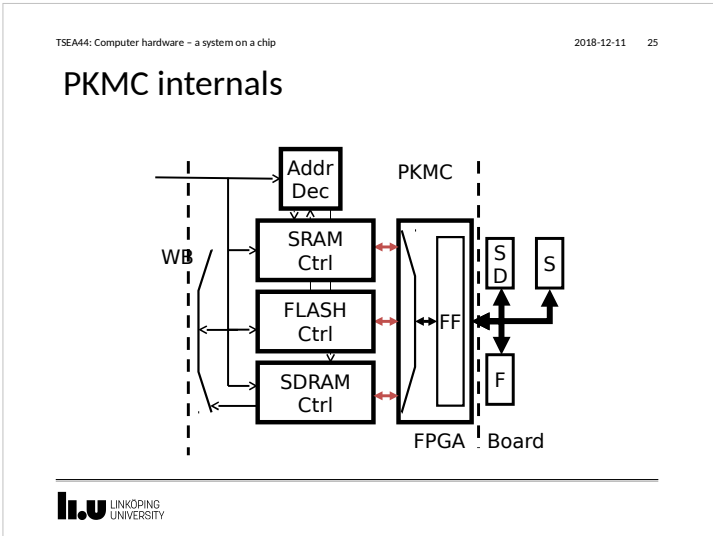 TSEA44: Computer hardware – a system on a chip
2018-12-11 25
PKMC internals
Addr
Dec
PKMC
WB
SRAM
Ctrl
FLASH
Ctrl
SDRAM
Ctrl
FF
S
D
S
F
FPGA
Board
li.u LINKÖPING
UNIVERSITY